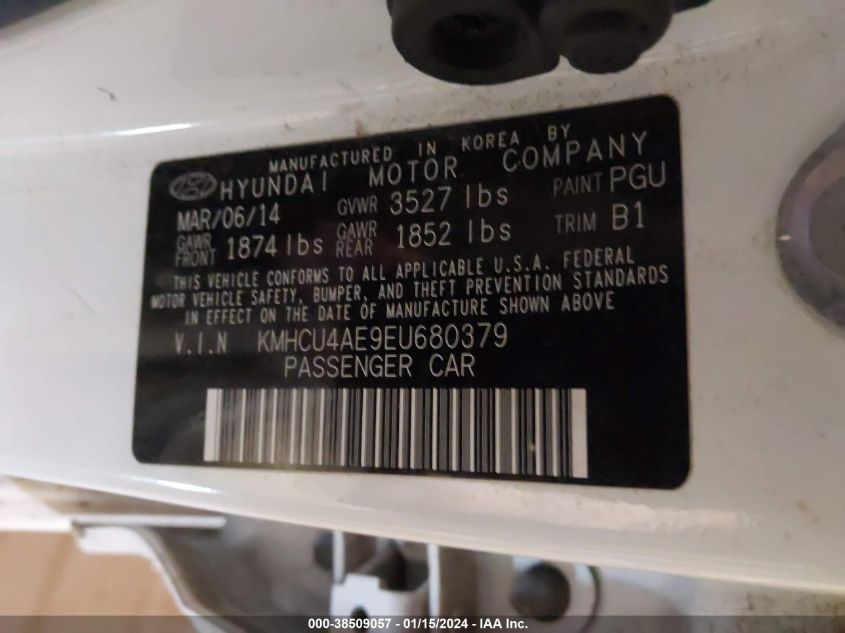 MANUFACTURED IN KOREA BY
HYUNDAI MOTOR COMPANY
MAR/06/14 GVWR 3527 lbs PAINT PGU
GAWR FRONT 1874 lbs GAWR REAR 1852 lbs TRIM B1
THIS VEHICLE CONFORMS TO ALL APPLICABLE U.S.A. FEDERAL
MOTOR VEHICLE SAFETY, BUMPER, AND THEFT PREVENTION STANDARDS
IN EFFECT ON THE DATE OF MANUFACTURE SHOWN ABOVE
V.I.N KMHCU4AE9EU680379
PASSENGER CAR
000-38509057 - 01/15/2024 - IAA Inc.